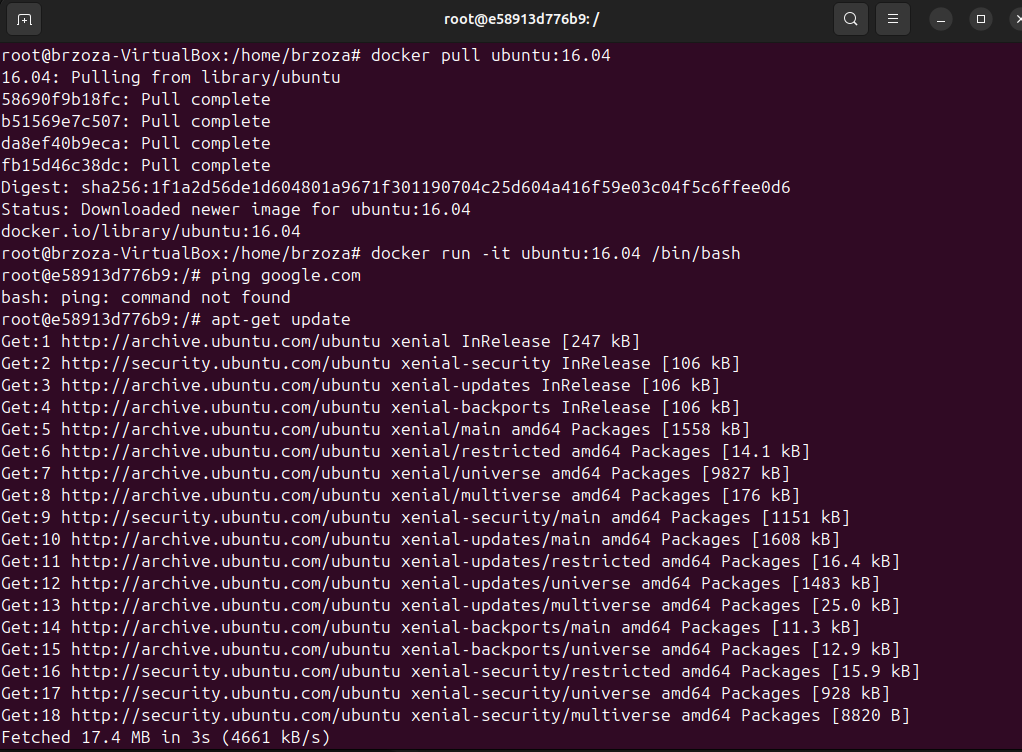 root@e58913d776b9: /
root@brzoza-VirtualBox:/home/brzoza# docker pull ubuntu:16.04
16.04: Pulling from library/ubuntu
58690f9b18fc: Pull complete
b51569e7c507: Pull complete
da8ef40b9eca: Pull complete
fb15d46c38dc: Pull complete
Digest: sha256:1f1a2d56de1d604801a9671f301190704c25d604a416f59e03c04f5c6ffee0d6
Status: Downloaded newer image for ubuntu:16.04
docker.io/library/ubuntu:16.04
root@brzoza-VirtualBox:/home/brzoza# docker run -it ubuntu:16.04 /bin/bash
root@e58913d776b9:/# ping google.com
bash: ping: command not found
root@e58913d776b9:/# apt-get update
Get:1 http://archive.ubuntu.com/ubuntu xenial InRelease [247 kB]
Get:2 http://security.ubuntu.com/ubuntu xenial-security InRelease [106 kB]
Get:3 http://archive.ubuntu.com/ubuntu xenial-updates InRelease [106 kB]
Get:4 http://archive.ubuntu.com/ubuntu xenial-backports InRelease [106 kB]
Get:5 http://archive.ubuntu.com/ubuntu xenial/main amd64 Packages [1558 kB]
Get:6 http://archive.ubuntu.com/ubuntu xenial/restricted amd64 Packages [14.1 kB]
Get:7 http://archive.ubuntu.com/ubuntu xenial/universe amd64 Packages [9827 kB]
Get:8 http://archive.ubuntu.com/ubuntu xenial/multiverse amd64 Packages [176 kB]
Get:9 http://security.ubuntu.com/ubuntu xenial-security/main amd64 Packages [1151 kB]
Get:10 http://archive.ubuntu.com/ubuntu xenial-updates/main amd64 Packages [1608 kB]
Get:11 http://archive.ubuntu.com/ubuntu xenial-updates/restricted amd64 Packages [16.4 kB]
Get:12 http://archive.ubuntu.com/ubuntu xenial-updates/universe amd64 Packages [1483 kB]
Get:13 http://archive.ubuntu.com/ubuntu xenial-updates/multiverse amd64 Packages [25.0 kB]
Get:14 http://archive.ubuntu.com/ubuntu xenial-backports/main amd64 Packages [11.3 kB]
Get:15 http://archive.ubuntu.com/ubuntu xenial-backports/universe amd64 Packages [12.9 kB]
Get:16 http://security.ubuntu.com/ubuntu xenial-security/restricted amd64 Packages [15.9 kB]
Get:17 http://security.ubuntu.com/ubuntu xenial-security/universe amd64 Packages [928 kB]
Get:18 http://security.ubuntu.com/ubuntu xenial-security/multiverse amd64 Packages [8820 B]
Fetched 17.4 MB in 3s (4661 kB/s)